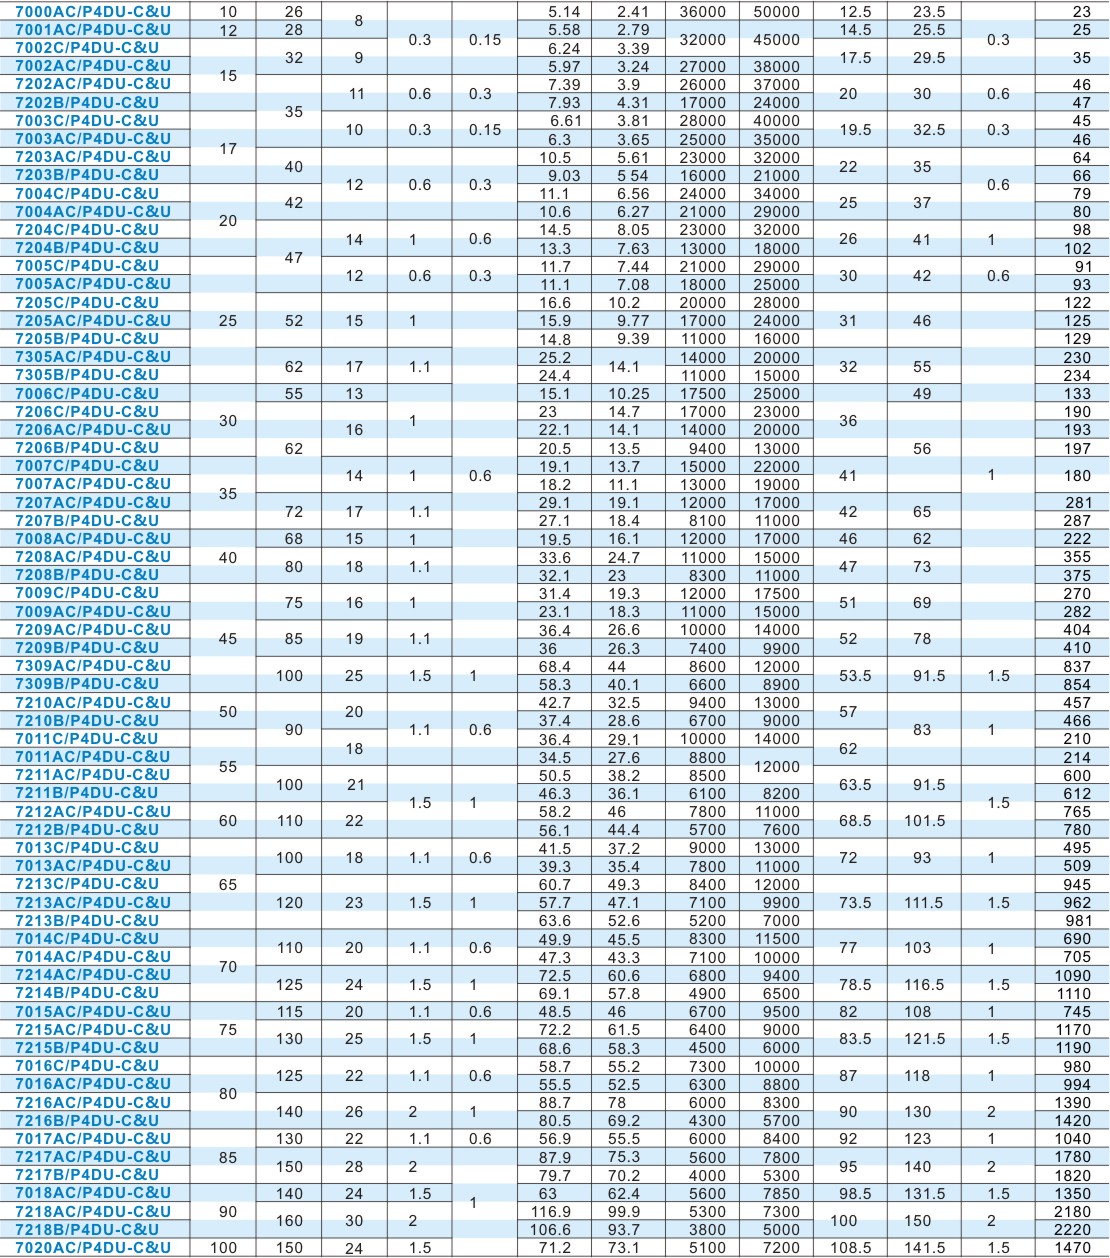 7000AC/P4DU-C&U 10 26 8 0.3 0.15 5.14 2.41 36000 50000 12.5 23.5 0.3 23
7001AC/P4DU-C&U 12 28 5.58 2.79 32000 45000 14.5 25.5 25
7002C/P4DU-C&U 15 32 9 6.24 3.39 17.5 29.5 35
7002AC/P4DU-C&U 5.97 3.24 27000 38000
7202AC/P4DU-C&U 35 11 0.6 0.3 7.39 3.9 26000 37000 20 30 0.6 46
7202B/P4DU-C&U 7.93 4.31 17000 24000 47
7003C/P4DU-C&U 17 10 0.3 0.15 6.61 3.81 28000 40000 19.5 32.5 0.3 45
7003AC/P4DU-C&U 6.3 3.65 25000 35000 46
7203AC/P4DU-C&U 40 12 0.6 0.3 10.5 5.61 23000 32000 22 35 0.6 64
7203B/P4DU-C&U 9.03 5 54 16000 21000 66
7004C/P4DU-C&U 20 42 11.1 6.56 24000 34000 25 37 79
7004AC/P4DU-C&U 10.6 6.27 21000 29000 80
7204C/P4DU-C&U 47 14 1 0.6 14.5 8.05 23000 32000 26 41 1 98
7204B/P4DU-C&U 13.3 7.63 13000 18000 102
7005C/P4DU-C&U 25 12 0.6 0.3 11.7 7.44 21000 29000 30 42 0.6 91
7005AC/P4DU-C&U 11.1 7.08 18000 25000 93
7205C/P4DU-C&U 52 15 1 0.6 16.6 10.2 20000 28000 31 46 1 122
7205AC/P4DU-C&U 15.9 9.77 17000 24000 125
7205B/P4DU-C&U 14.8 9.39 11000 16000 129
7305AC/P4DU-C&U 62 17 1.1 25.2 14.1 14000 20000 32 55 230
7305B/P4DU-C&U 24.4 11000 15000 234
7006C/P4DU-C&U 30 55 13 1 15.1 10.25 17500 25000 36 49 133
7206C/P4DU-C&U 62 16 23 14.7 17000 23000 56 190
7206AC/P4DU-C&U 22.1 14.1 14000 20000 193
7206B/P4DU-C&U 20.5 13.5 9400 13000 197
7007C/P4DU-C&U 35 14 1 19.1 13.7 15000 22000 41 180
7007AC/P4DU-C&U 18.2 11.1 13000 19000
7207AC/P4DU-C&U 72 17 1.1 29.1 19.1 12000 17000 42 65 281
7207B/P4DU-C&U 27.1 18.4 8100 11000 287
7008AC/P4DU-C&U 40 68 15 1 19.5 16.1 12000 17000 46 62 222
7208AC/P4DU-C&U 80 18 1.1 33.6 24.7 11000 15000 47 73 355
7208B/P4DU-C&U 32.1 23 8300 11000 375
7009C/P4DU-C&U 45 75 16 1 31.4 19.3 12000 17500 51 69 270
7009AC/P4DU-C&U 23.1 18.3 11000 15000 282
7209AC/P4DU-C&U 85 19 1.1 36.4 26.6 10000 14000 52 78 404
7209B/P4DU-C&U 36 26.3 7400 9900 410
7309AC/P4DU-C&U 100 25 1.5 1 68.4 44 8600 12000 53.5 91.5 1.5 837
7309B/P4DU-C&U 58.3 40.1 6600 8900 854
7210AC/P4DU-C&U 50 90 20 1.1 0.6 42.7 32.5 9400 13000 57 83 1 457
7210B/P4DU-C&U 37.4 28.6 6700 9000 466
7011C/P4DU-C&U 55 18 36.4 29.1 10000 14000 62 210
7011AC/P4DU-C&U 34.5 27.6 8800 12000 214
7211AC/P4DU-C&U 100 21 1.5 1 50.5 38.2 8500 63.5 91.5 1.5 600
7211B/P4DU-C&U 46.3 36.1 6100 8200 612
7212AC/P4DU-C&U 60 110 22 58.2 46 7800 11000 68.5 101.5 765
7212B/P4DU-C&U 56.1 44.4 5700 7600 780
7013C/P4DU-C&U 65 100 18 1.1 0.6 41.5 37.2 9000 13000 72 93 1 495
7013AC/P4DU-C&U 39.3 35.4 7800 11000 509
7213C/P4DU-C&U 120 23 1.5 1 60.7 49.3 8400 12000 73.5 111.5 1.5 945
7213AC/P4DU-C&U 57.7 47.1 7100 9900 962
7213B/P4DU-C&U 63.6 52.6 5200 7000 981
7014C/P4DU-C&U 70 110 20 1.1 0.6 49.9 45.5 8300 11500 77 103 1 690
7014AC/P4DU-C&U 47.3 43.3 7100 10000 705
7214AC/P4DU-C&U 125 24 1.5 1 72.5 60.6 6800 9400 78.5 116.5 1.5 1090
7214B/P4DU-C&U 69.1 57.8 4900 6500 1110
7015AC/P4DU-C&U 75 115 20 1.1 0.6 48.5 46 6700 9500 82 108 1 745
7215AC/P4DU-C&U 130 25 1.5 1 72.2 61.5 6400 9000 83.5 121.5 1.5 1170
7215B/P4DU-C&U 68.6 58.3 4500 6000 1190
7016C/P4DU-C&U 80 125 22 1.1 0.6 58.7 55.2 7300 10000 87 118 1 980
7016AC/P4DU-C&U 55.5 52.5 6300 8800 994
7216AC/P4DU-C&U 140 26 2 1 88.7 78 6000 8300 90 130 2 1390
7216B/P4DU-C&U 80.5 69.2 4300 5700 1420
7017AC/P4DU-C&U 85 130 22 1.1 0.6 56.9 55.5 6000 8400 92 123 1 1040
7217AC/P4DU-C&U 150 28 2 1 87.9 75.3 5600 7800 95 140 2 1780
7217B/P4DU-C&U 79.7 70.2 4000 5300 1820
7018AC/P4DU-C&U 90 140 24 1.5 63 62.4 5600 7850 98.5 131.5 1.5 1350
7218AC/P4DU-C&U 160 30 2 116.9 99.9 5300 7300 100 150 2 2180
7218B/P4DU-C&U 106.6 93.7 3800 5000 2220
7020AC/P4DU-C&U 100 150 24 1.5 71.2 73.1 5100 7200 108.5 141.5 1.5 1470